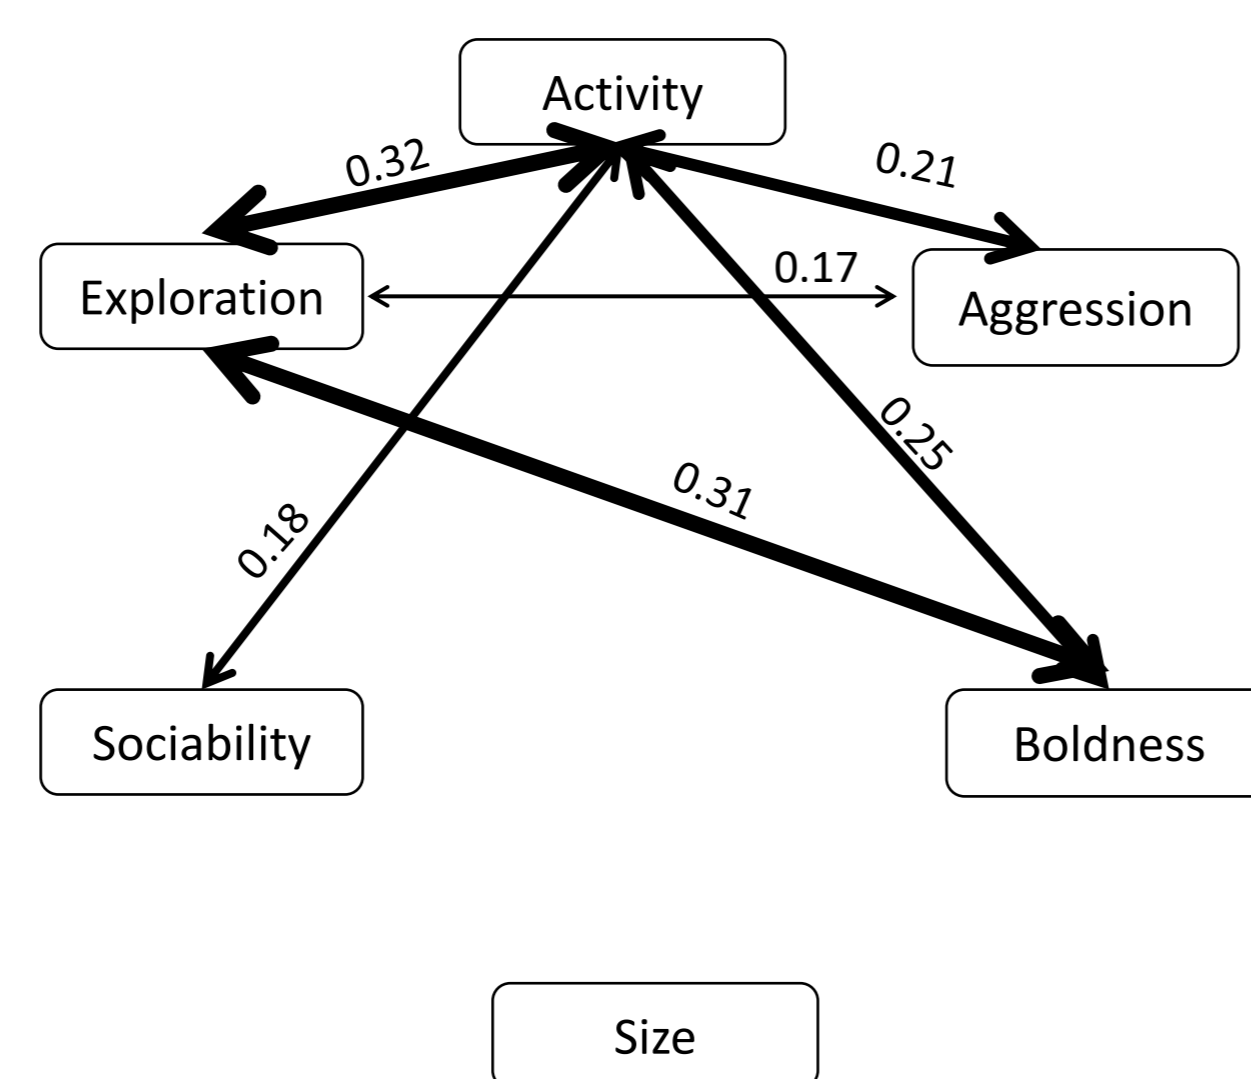 Activity
0.32
0.21
Exploration
0.17
Aggression
0.25
0.31
0.18
Sociability
Boldness
Size